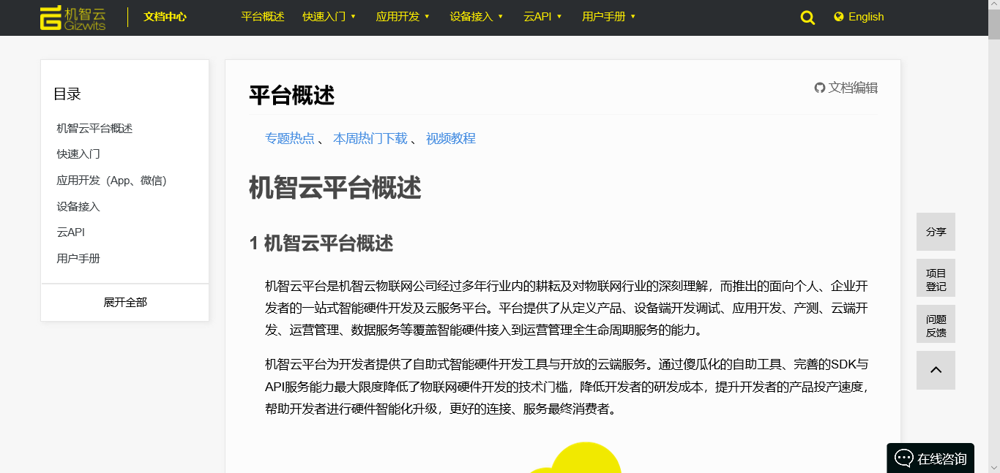 机智云
Gizwits
文档中心
平台概述
快速入门 ▼
应用开发 ▼
设备接入 ▼
云API ▼
用户手册 ▼
English
目录
机智云平台概述
快速入门
应用开发（App、微信）
设备接入
云API
用户手册
展开全部
平台概述
文档编辑
专题热点 、 本周热门下载 、 视频教程
机智云平台概述
1 机智云平台概述
机智云平台是机智云物联网公司经过多年行业内的耕耘及对物联网行业的深刻理解，而推出的面向个人、企业开
发者的一站式智能硬件开发及云服务平台。平台提供了从定义产品、设备端开发调试、应用开发、产测、云端开
发、运营管理、数据服务等覆盖智能硬件接入到运营管理全生命周期服务的能力。
机智云平台为开发者提供了自助式智能硬件开发工具与开放的云端服务。通过傻瓜化的自助工具、完善的SDK与
API服务能力最大限度降低了物联网硬件开发的技术门槛，降低开发者的研发成本，提升开发者的产品投产速度，
帮助开发者进行硬件智能化升级，更好的连接、服务最终消费者。
分享
项目
登记
问题
反馈
在线咨询